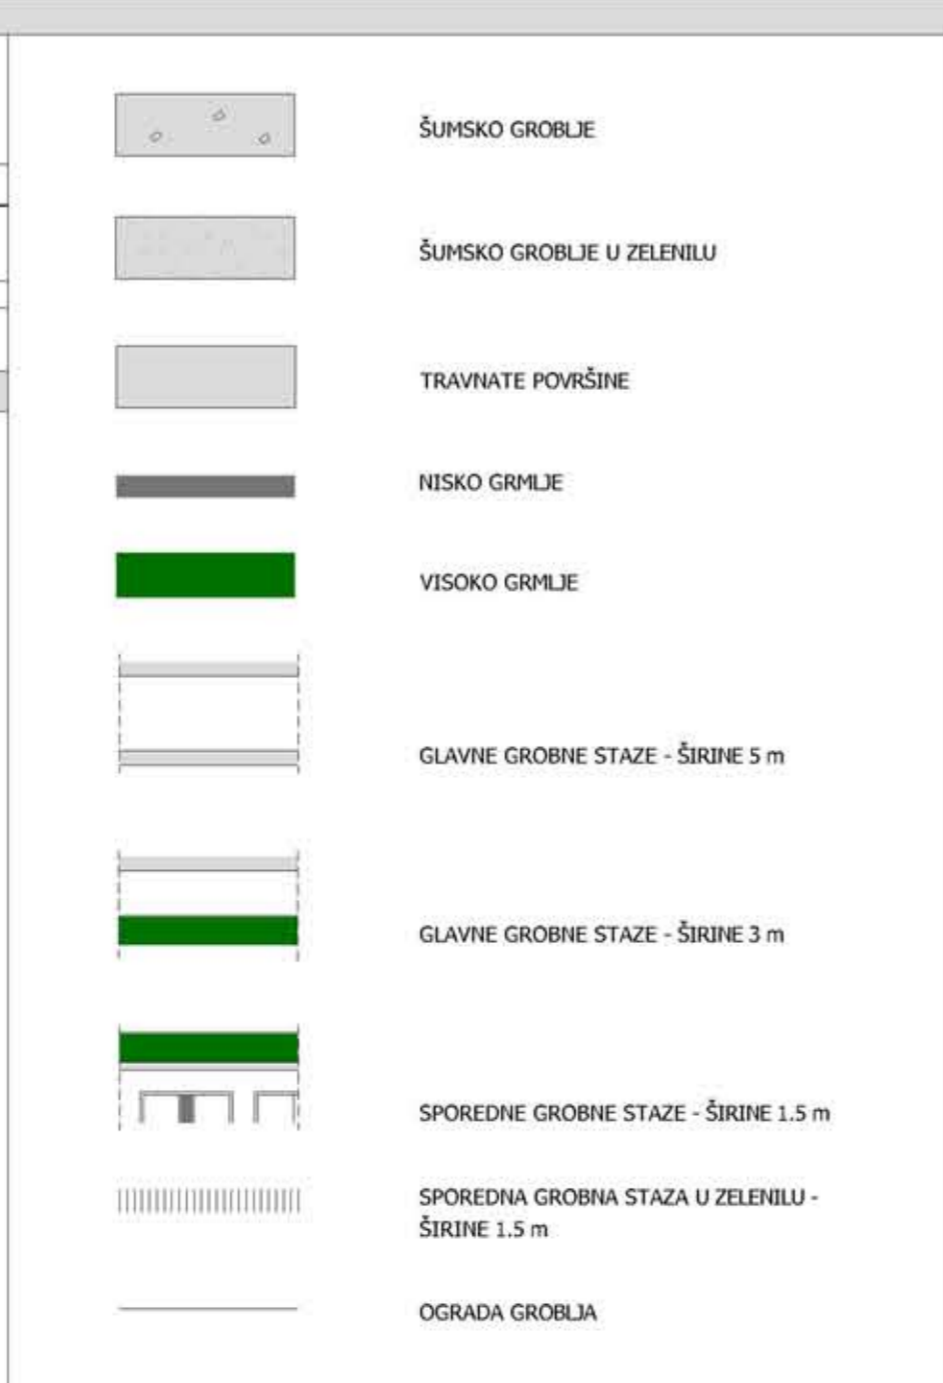 ŠUMSKO GROBLJE
ŠUMSKO GROBLJE U ZELENILU
TRAVNATE POVRŠINE
NISKO GRMLJE
VISOKO GRMLJE
GLAVNE GROBNE STAZE - ŠIRINE 5 m
GLAVNE GROBNE STAZE - ŠIRINE 3 m
SPOREDNE GROBNE STAZE - ŠIRINE 1.5 m
SPOREDNA GROBNA STAZA U ZELENILU -
ŠIRINE 1.5 m
OGRADA GROBLJA